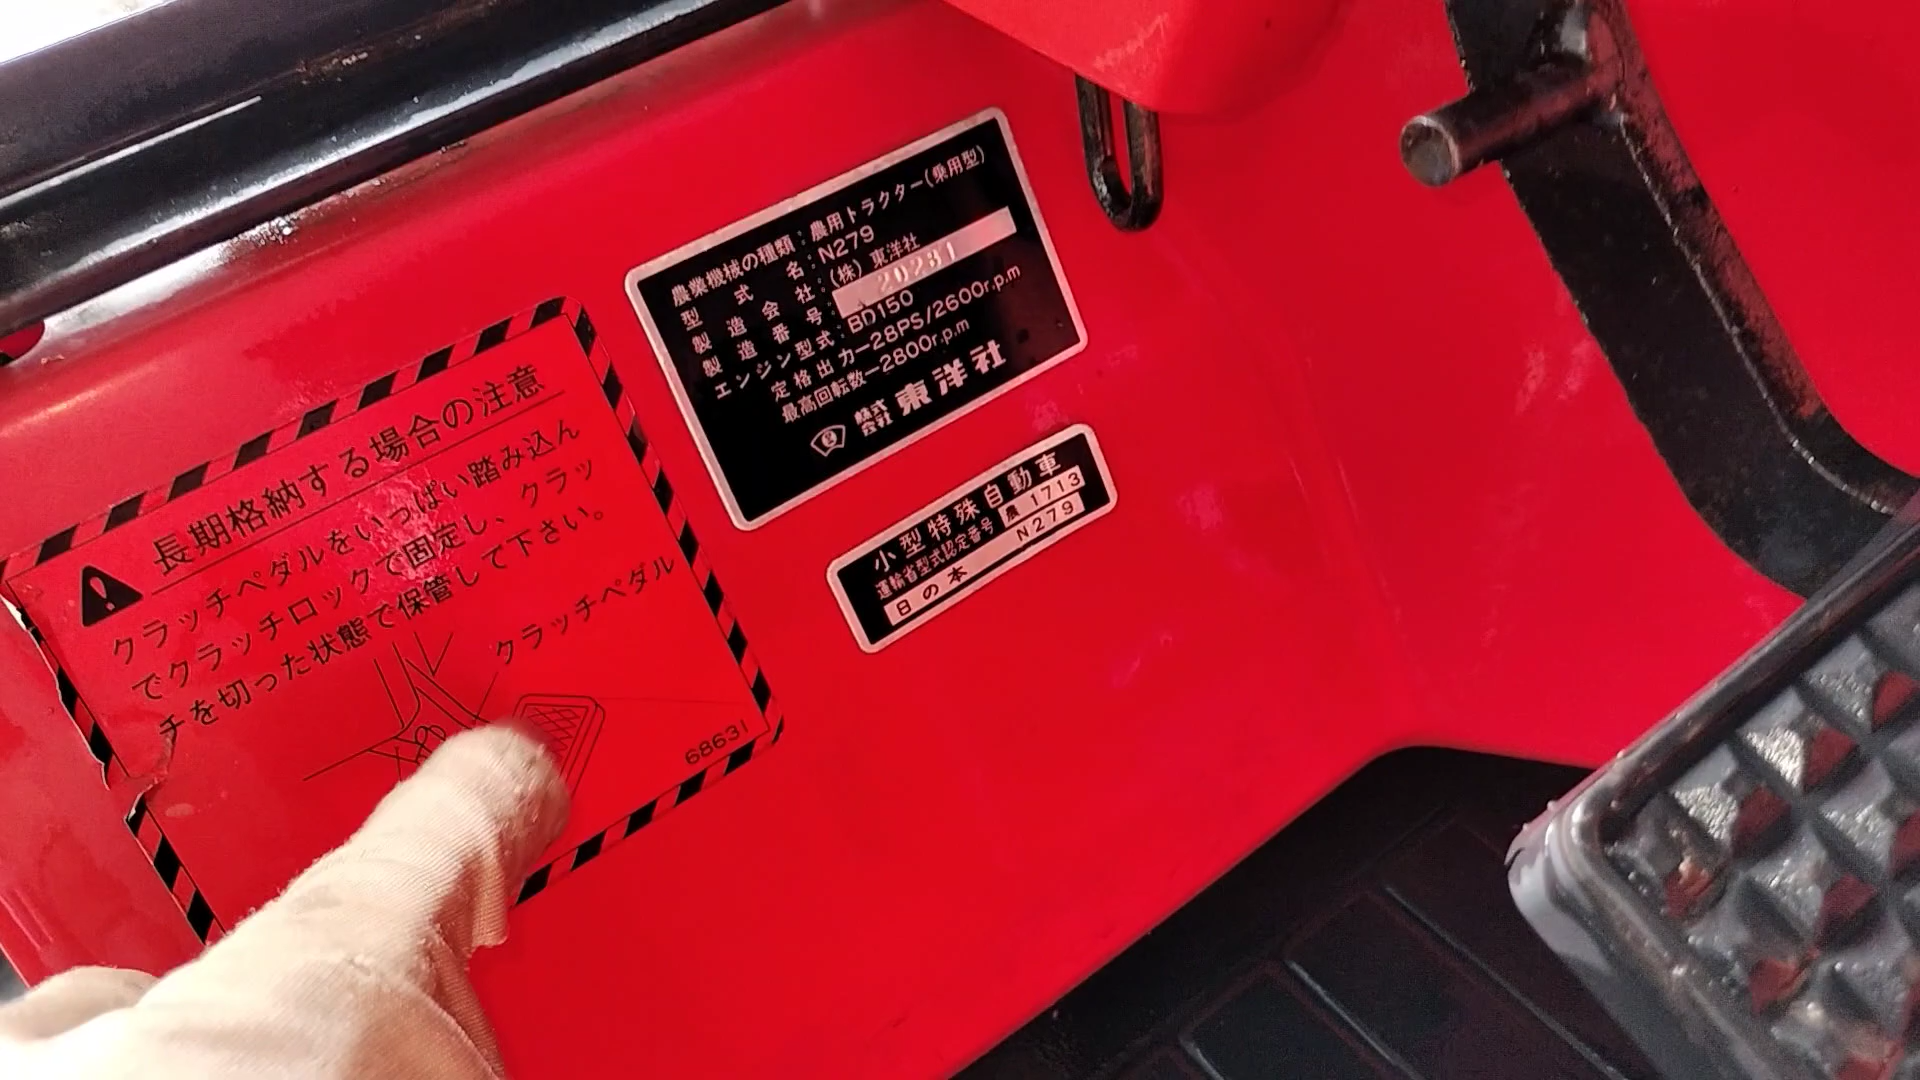 長期格納する場合の注意
クラッチペダルをいっぱい踏み込ん
でクラッチロックで固定し、クラッ
チを切った状態で保管して下さい。
クラッチペダル
68631
農業機械の種類：農用トラクター(乗用型)
型式名：N279
製造会社：(株)東洋社
製造番号：20231
エンジン型式：BD150
定格出力ー28PS/2600r.p.m
最高回転数ー2800r.p.m
株式会社 東洋社
小型特殊自動車
運輸省型式認定番号 農1713
日の本 N279